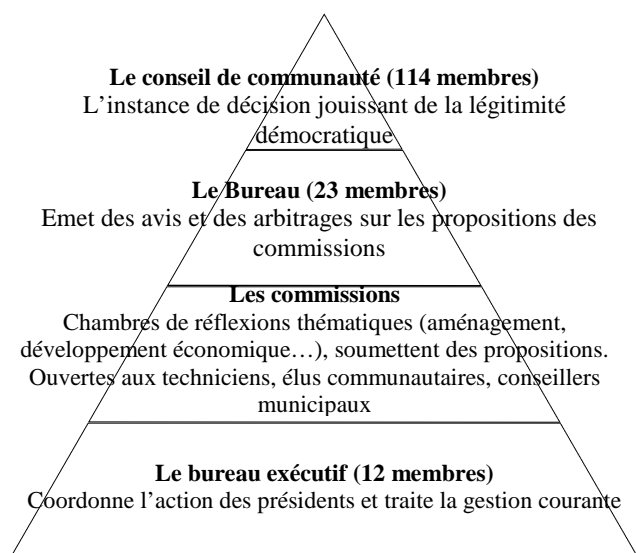 Le conseil de communauté (114 membres)
L’instance de décision jouissant de la légitimité
démocratique
Le Bureau (23 membres)
Emet des avis et des arbitrages sur les propositions des
commissions
Les commissions
Chambres de réflexions thématiques (aménagement,
développement économique…), soumettent des propositions.
Ouvertes aux techniciens, élus communautaires, conseillers
municipaux
Le bureau exécutif (12 membres)
Coordonne l’action des présidents et traite la gestion courante